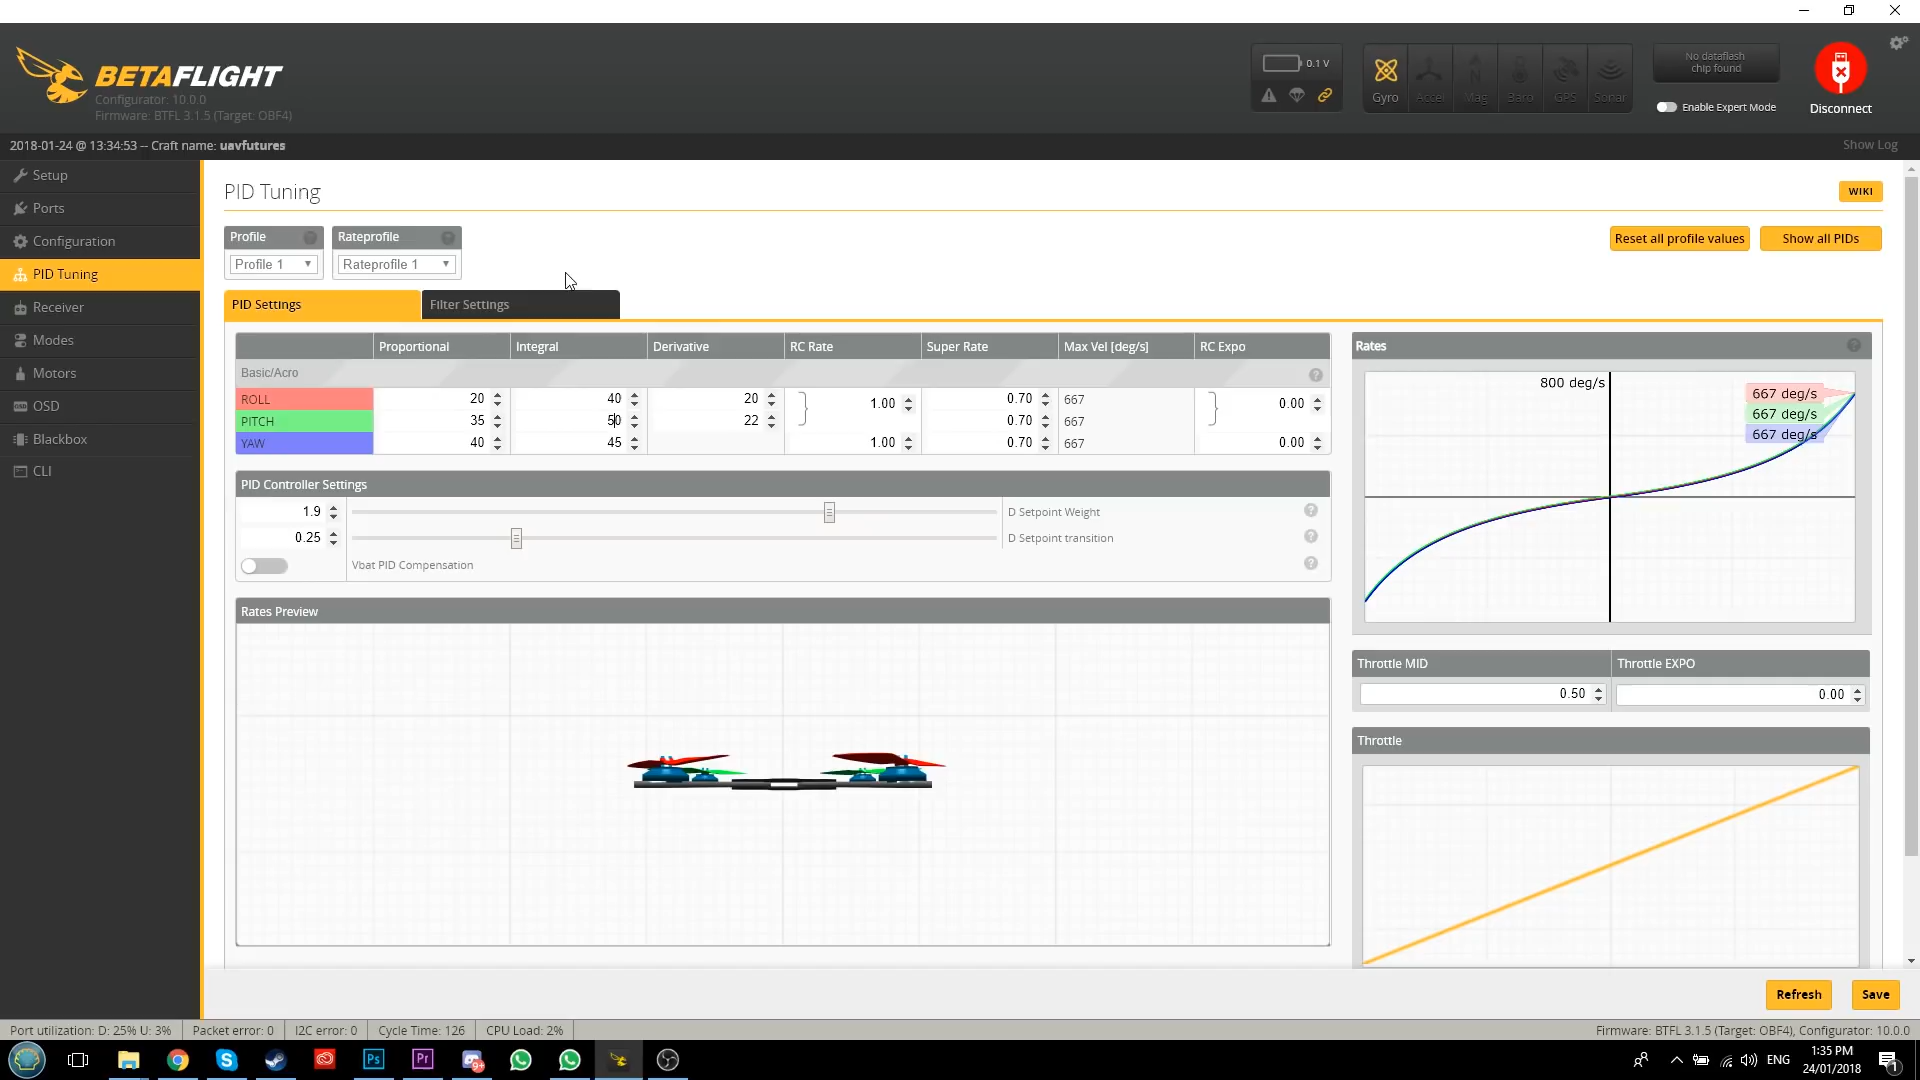 BETAFLIGHT
Configurator: 10.0.0
Firmware: BTFL 3.1.5 (Target: OBF4)
0.1 V
Gyro
Accel
Mag
Baro
GPS
Sonar
No dataflash
chip found
Enable Expert Mode
Disconnect
2018-01-24 @ 13:34:53 -- Craft name: uavfutures
Show Log
Setup
Ports
Configuration
PID Tuning
Receiver
Modes
Motors
OSD
Blackbox
CLI
PID Tuning
WIKI
Profile
Rateprofile
Profile 1
Rateprofile 1
Reset all profile values
Show all PIDs
PID Settings
Filter Settings
Proportional Integral Derivative RC Rate Super Rate Max Vel [deg/s] RC Expo
Basic/Acro
ROLL 20 40 20 1.00 0.70 667 0.00
PITCH 35 50 22 0.70 667
YAW 40 45 1.00 0.70 667 0.00
PID Controller Settings
1.9 D Setpoint Weight
0.25 D Setpoint transition
Vbat PID Compensation
Rates Preview
Rates
800 deg/s
667 deg/s
667 deg/s
667 deg/s
Throttle MID Throttle EXPO
0.50 0.00
Throttle
Refresh
Save
Port utilization: D: 25% U: 3% Packet error: 0 I2C error: 0 Cycle Time: 126 CPU Load: 2%
Firmware: BTFL 3.1.5 (Target: OBF4), Configurator: 10.0.0
Ps
Pr
9+
ENG
1:35 PM
24/01/2018
1